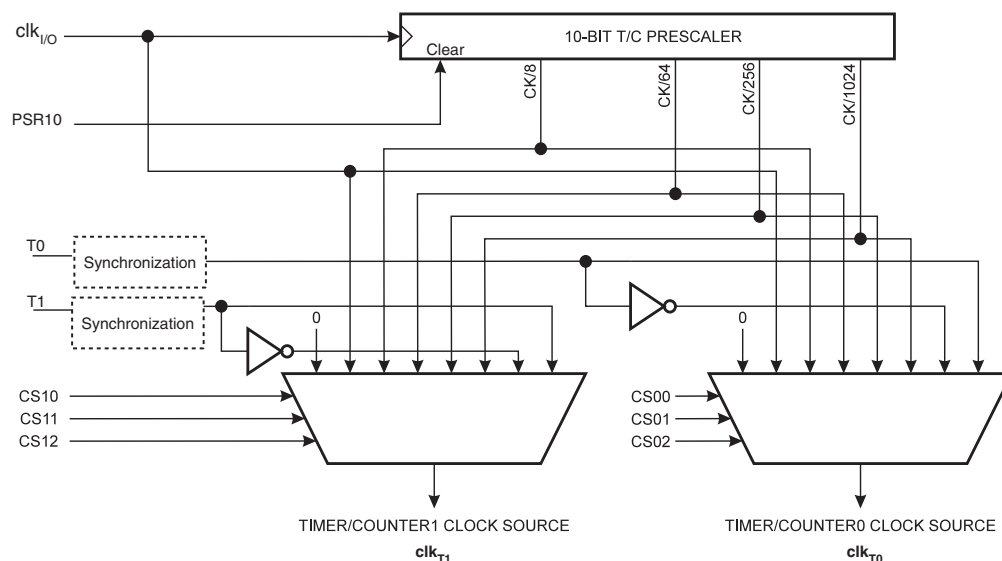 clkI/O
10-BIT T/C PRESCALER
Clear
CK/8
CK/64
CK/256
CK/1024
PSR10
T0
Synchronization
T1
Synchronization
0
0
CS10
CS11
CS12
CS00
CS01
CS02
TIMER/COUNTER1 CLOCK SOURCE
clkT1
TIMER/COUNTER0 CLOCK SOURCE
clkT0